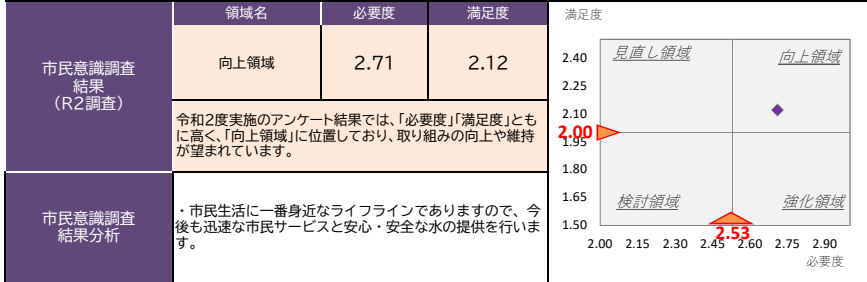 市民意識調査
結果
(R2調査)
領域名 必要度 満足度
向上領域 2.71 2.12
令和2度実施のアンケート結果では、「必要度」「満足度」とも
に高く、「向上領域」に位置しており、取り組みの向上や維持
が望まれています。
市民意識調査
結果分析
・市民生活に一番身近なライフラインでありますので、今
後も迅速な市民サービスと安心・安全な水の提供を行いま
す。
満足度
見直し領域 向上領域
2.40
2.25
2.10
2.00
1.95
1.80
1.65
検討領域 強化領域
1.50
2.53
2.00 2.15 2.30 2.45 2.60 2.75 2.90
必要度